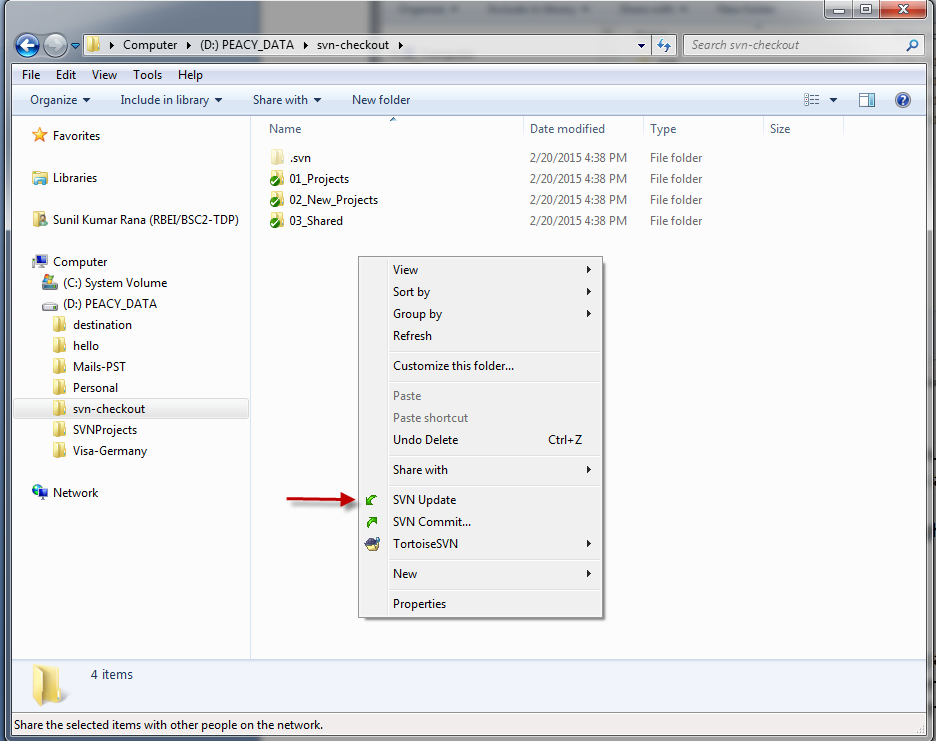 Computer (D:) PEACY_DATA svn-checkout
Search svn-checkout
File Edit View Tools Help
Organize Include in library Share with New folder
Favorites
Libraries
Sunil Kumar Rana (RBEI/BSC2-TDP)
Computer
(C:) System Volume
(D:) PEACY_DATA
destination
hello
Mails-PST
Personal
svn-checkout
SVNProjects
Visa-Germany
Network
Name Date modified Type Size
.svn 2/20/2015 4:38 PM File folder
01_Projects 2/20/2015 4:38 PM File folder
02_New_Projects 2/20/2015 4:38 PM File folder
03_Shared 2/20/2015 4:38 PM File folder
View
Sort by
Group by
Refresh
Customize this folder...
Paste
Paste shortcut
Undo Delete Ctrl+Z
Share with
SVN Update
SVN Commit...
TortoiseSVN
New
Properties
4 items
Share the selected items with other people on the network.